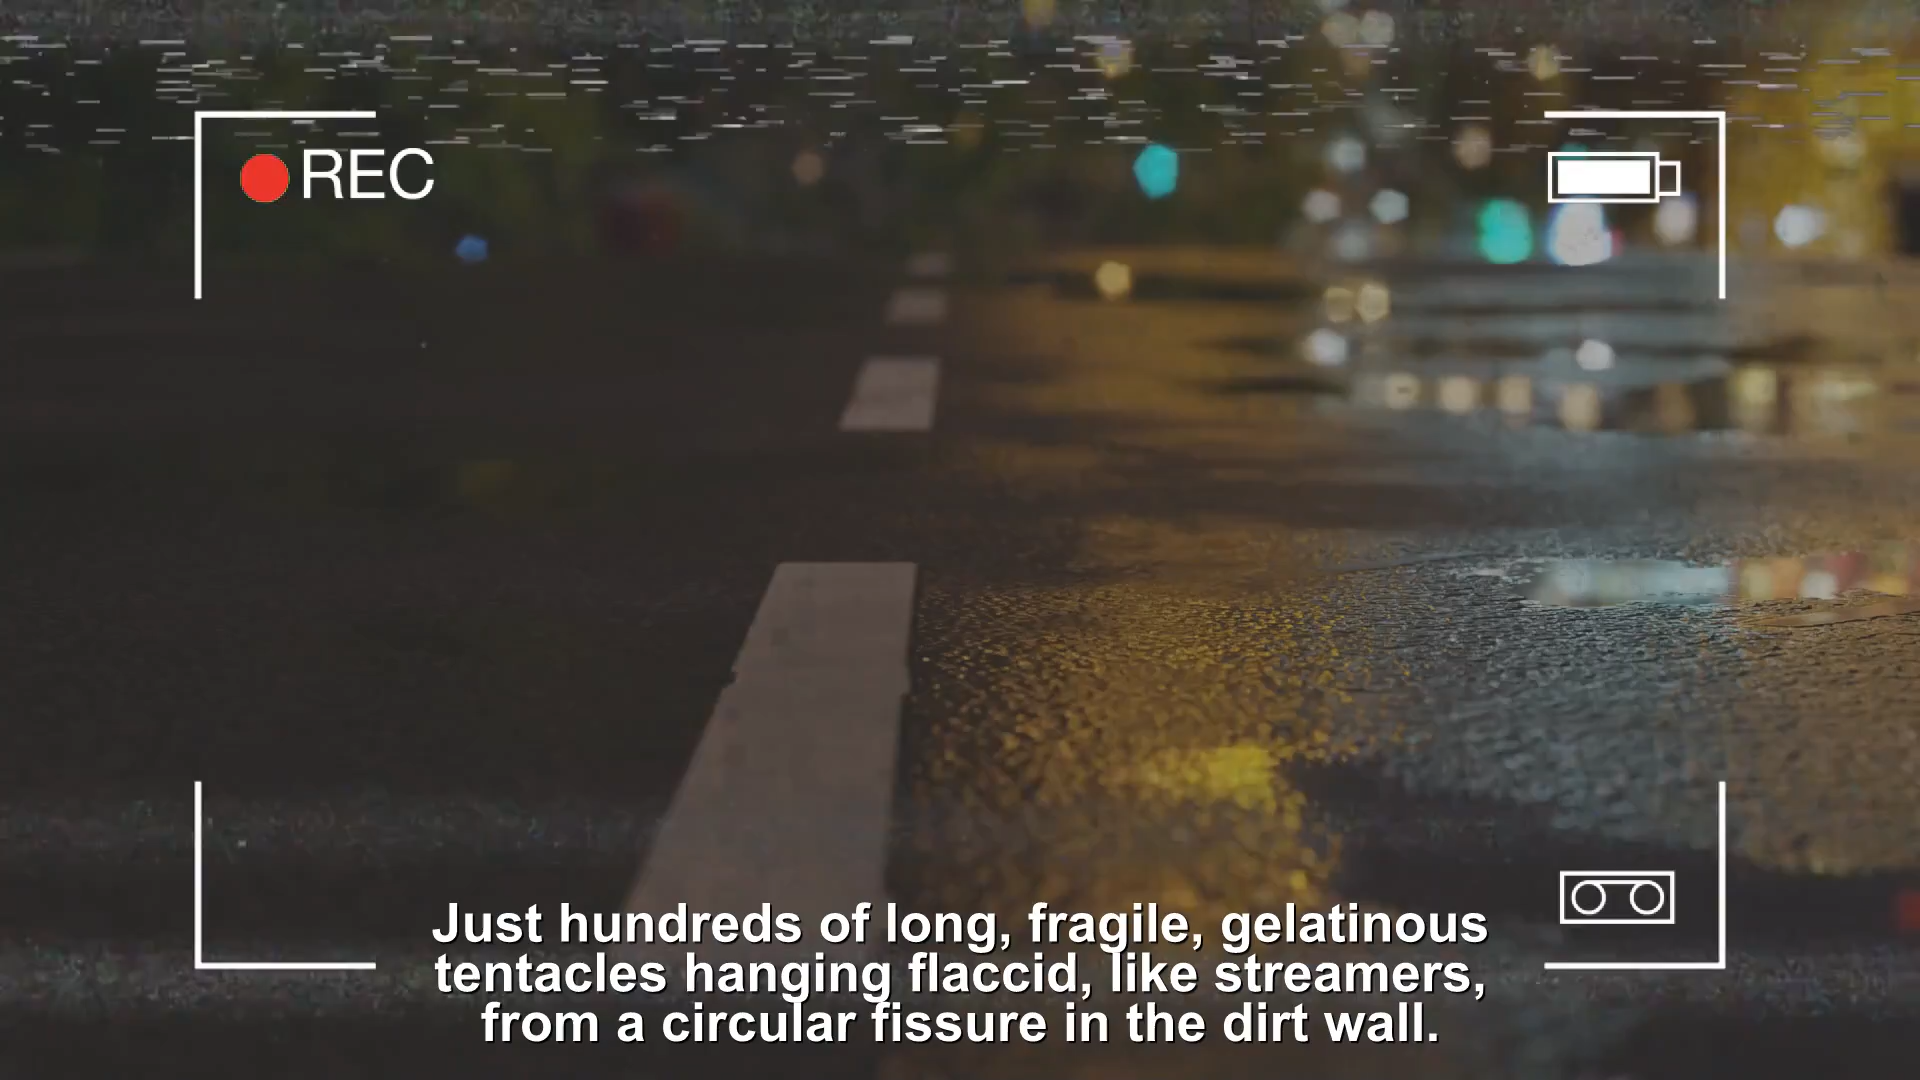 REC
Just hundreds of long, fragile, gelatinous
tentacles hanging flaccid, like streamers,
from a circular fissure in the dirt wall.